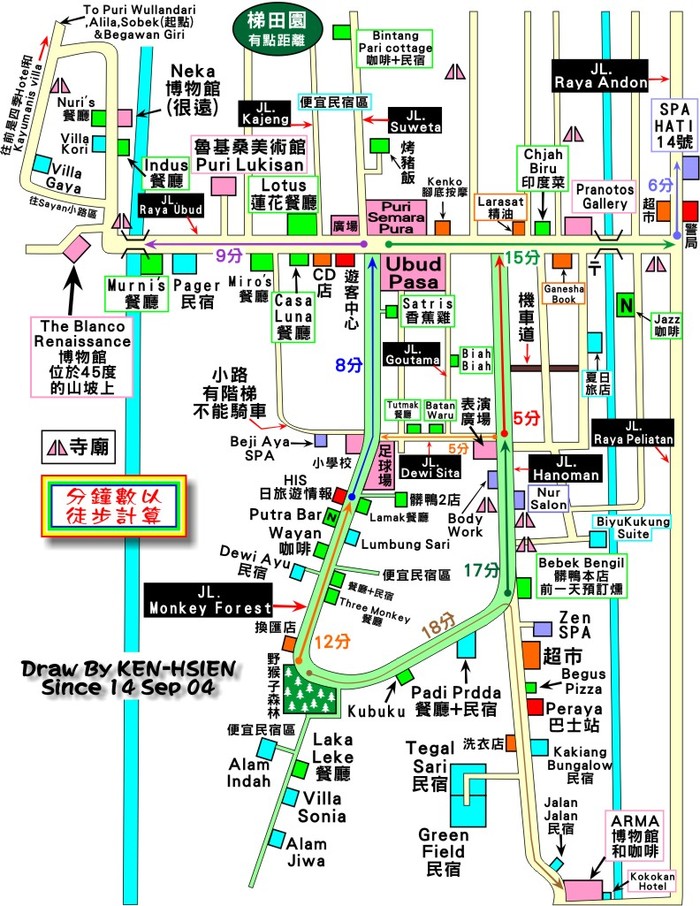 To Puri Wullandari
,Alila,Sobek(起點)
&Begawan Giri
往前是四季Hotel和
Kayumanis villa
梯田園
有點距離
Bintang
Pari cottage
咖啡+民宿
JL.
Raya Andon
Neka
博物館
(很遠)
Nuri's
餐廳
Villa
Kori
Villa
Gaya
Indus
餐廳
往Sayan小路區
JL.
Kajeng
便宜民宿區
JL.
Suweta
魯基桑美術館
Puri Lukisan
烤
豬
飯
SPA
HATI
14號
6分
Chjah
Biru
印度菜
Pranotos
Gallery
Kenko
腳底按摩
Larasat
精油
超市
警局
JL.
Raya Ubud
Lotus
蓮花餐廳
廣場
Puri
Semara
Pura
9分
15分
Murni's
餐廳
Pager
民宿
Miro's
餐廳
Casa
Luna
餐廳
CD
店
遊客中心
Ubud
Pasa
Ganesha
Book
〒
N
Jazz
咖啡
The Blanco
Renaissance
博物館
位於45度
的山坡上
Satris
香蕉雞
機車道
JL.
Goutama
Biah
Biah
夏日
旅店
8分
5分
小路
有階梯
不能騎車
Tutmak
餐廳
Batan
Waru
表演
廣場
JL.
Raya Peliatan
寺廟
Beji Aya
SPA
小學校
足球場
5分
JL.
Dewi Sita
JL.
Hanoman
分鐘數以
徒步計算
HIS
日旅遊情報
髒鴨2店
Lamak餐廳
Body
Work
Nur
Salon
Putra Bar
N
Wayan
咖啡
Lumbung Sari
BiyuKukung
Suite
Dewi Ayu
民宿
便宜民宿區
17分
Bebek Bengil
髒鴨本店
前一天預訂燻
餐廳+民宿
Three Monkey
餐廳
JL.
Monkey Forest
換匯店
12分
18分
Zen
SPA
超市
Draw By KEN-HSIEN
Since 14 Sep 04
野猴子森林
Kubuku
Padi Prdda
餐廳+民宿
Begus
Pizza
Peraya
巴士站
便宜民宿區
Alam
Indah
Laka
Leke
餐廳
Villa
Sonia
Alam
Jiwa
洗衣店
Kakiang
Bungalow
民宿
Tegal
Sari
民宿
Green
Field
民宿
Jalan
Jalan
民宿
ARMA
博物館
和咖啡
Kokokan
Hotel